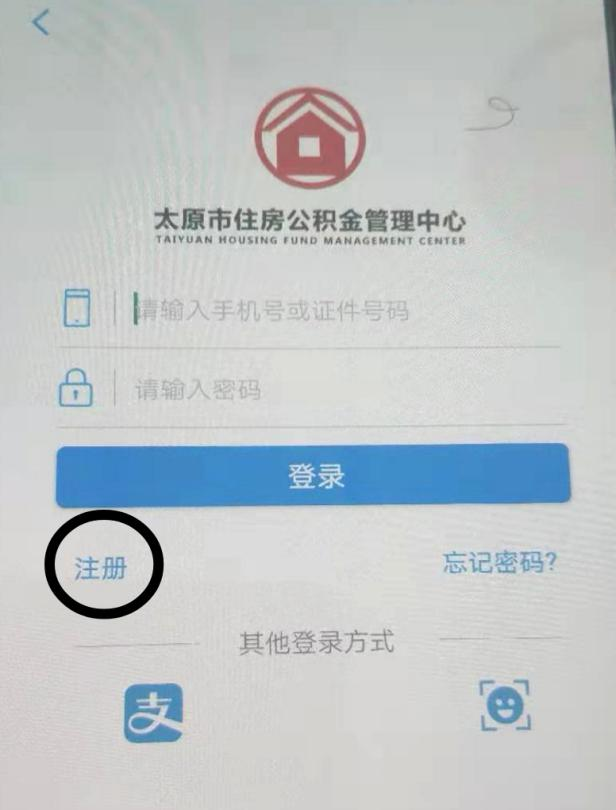 太原市住房公积金管理中心
TAIYUAN HOUSING FUND MANAGEMENT CENTER
请输入手机号或证件号码
请输入密码
登录
注册
忘记密码?
其他登录方式
支